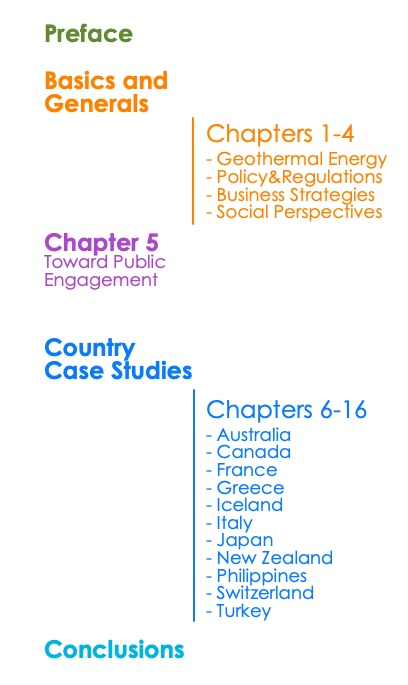 Preface
Basics and
Generals
Chapters 1-4
- Geothermal Energy
- Policy&Regulations
- Business Strategies
- Social Perspectives
Chapter 5
Toward Public
Engagement
Country
Case Studies
Chapters 6-16
- Australia
- Canada
- France
- Greece
- Iceland
- Italy
- Japan
- New Zealand
- Philippines
- Switzerland
- Turkey
Conclusions